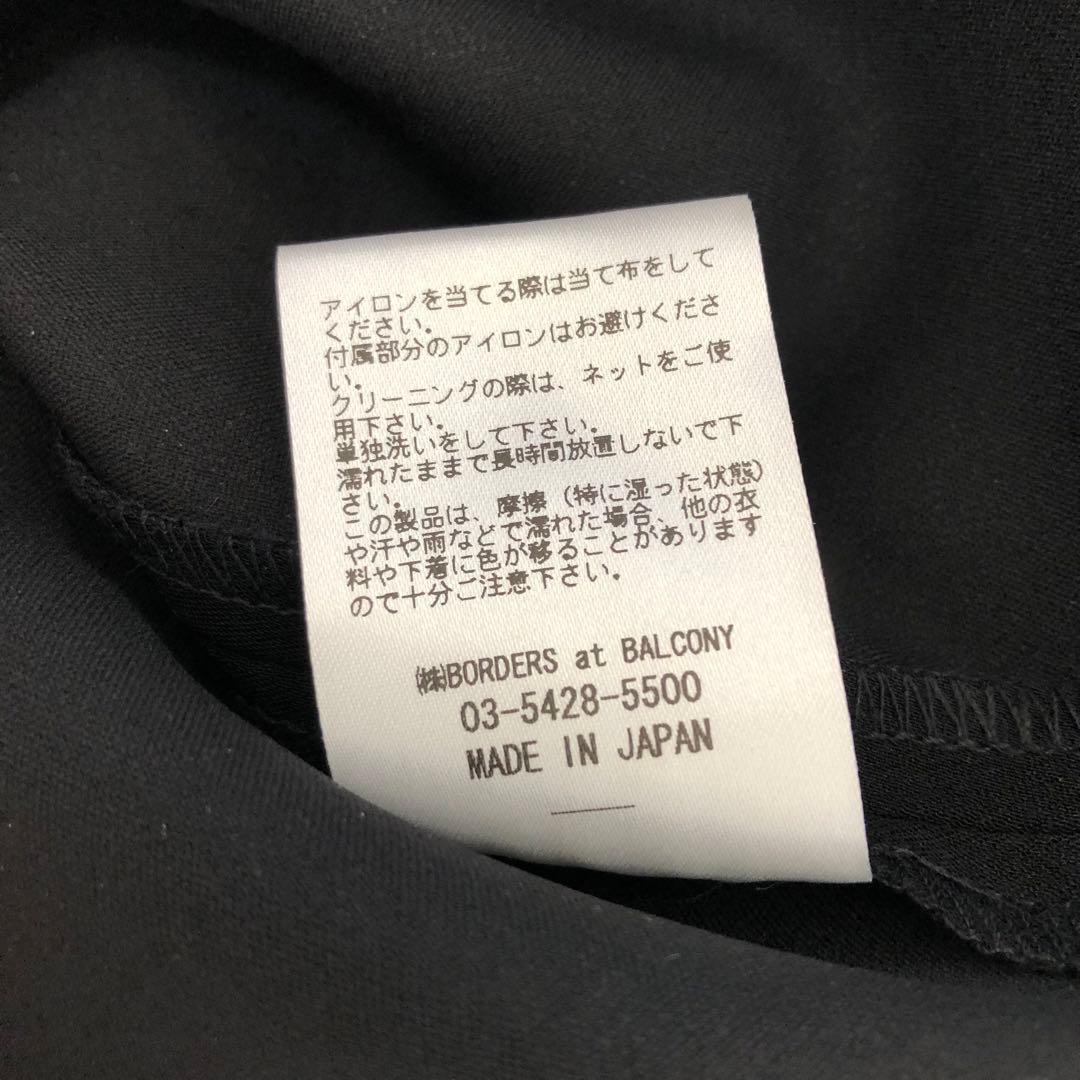 アイロンを当てる際は当て布をして
ください。
付属部分のアイロンはお避けくださ
い。
クリーニングの際は、ネットをご使
用下さい。
単独洗いをして下さい。
濡れたままで長時間放置しないで下
さい。
この製品は、摩擦（特に湿った状態）
や汗や雨などで濡れた場合、他の衣
料や下着に色が移ることがあります
ので十分ご注意下さい。
㈱BORDERS at BALCONY
03-5428-5500
MADE IN JAPAN